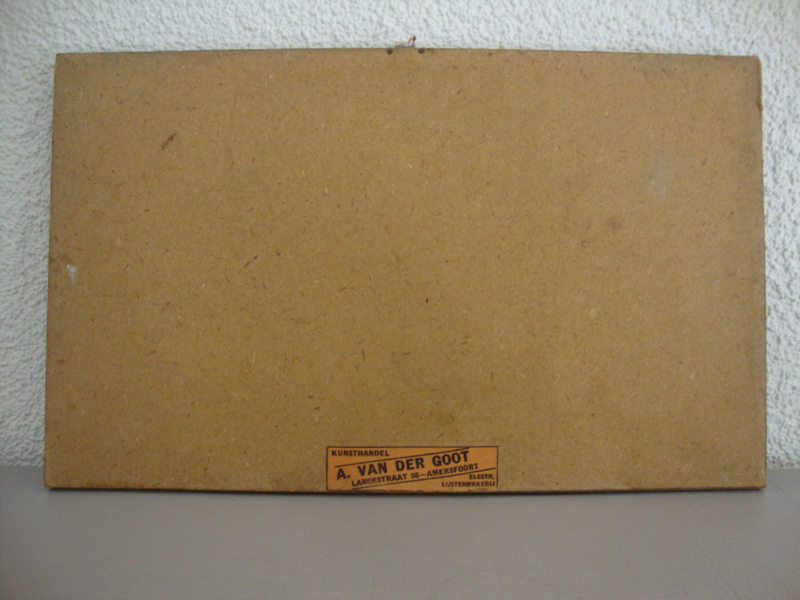 KUNSTHANDEL
A. VAN DER GOOT
LANGESTRAAT 96—AMERSFOORT
ELECTR.
LIJSTENMAKERIJ